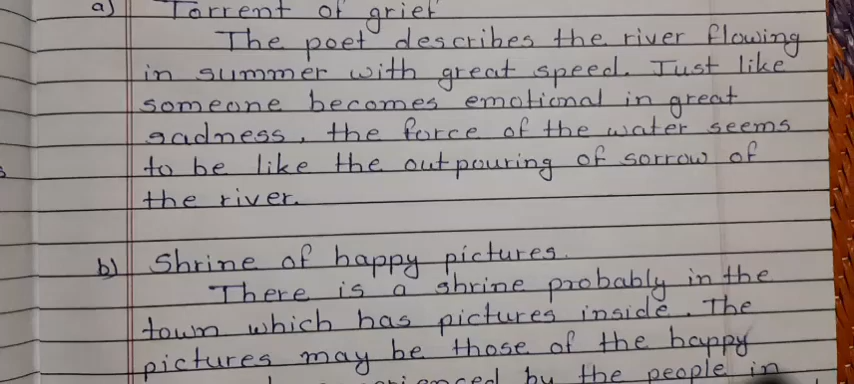 a) Torrent of grief
The poet describes the river flowing
in summer with great speed. Just like
someone becomes emotional in great
sadness, the force of the water seems
to be like the outpouring of sorrow of
the river.
b) Shrine of happy pictures.
There is a shrine probably in the
town which has pictures inside. The
pictures may be those of the happy
by the people in